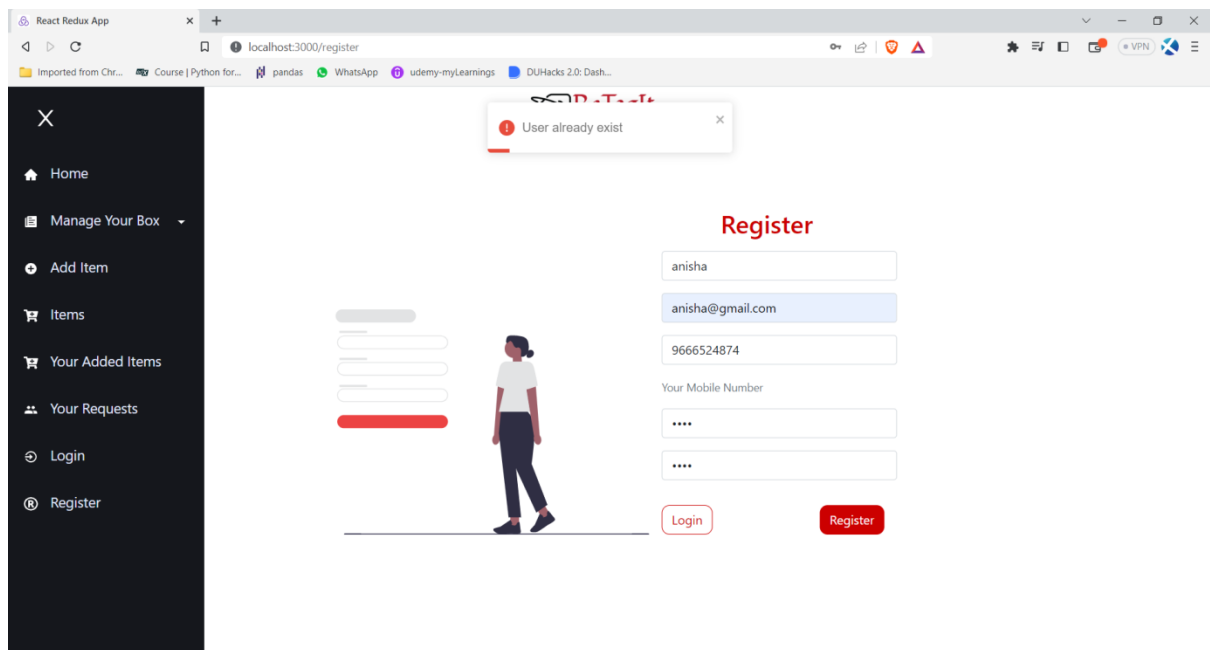 React Redux App
localhost:3000/register
VPN
Imported from Chr... Course | Python for... pandas WhatsApp udemy-myLearnings DUHacks 2.0: Dash...
X
User already exist
Home
Manage Your Box
Add Item
Items
Your Added Items
Your Requests
Login
Register
Register
anisha
anisha@gmail.com
9666524874
Your Mobile Number
••••
••••
Login Register